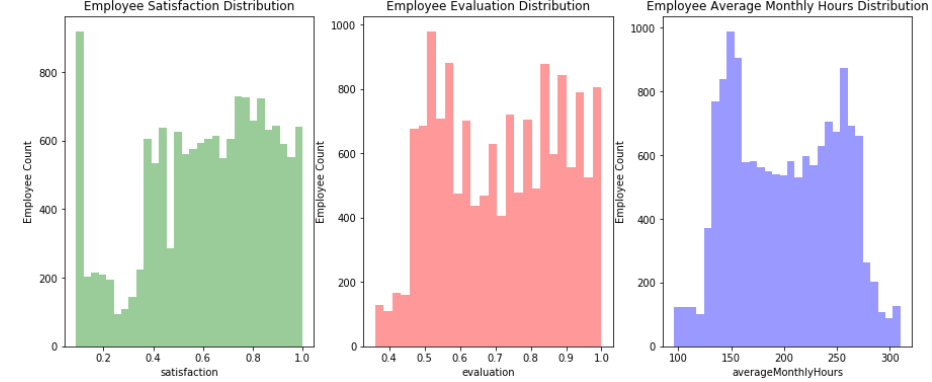 Employee Satisfaction Distribution
Employee Count
800
600
400
200
0
0.2 0.4 0.6 0.8 1.0
satisfaction
Employee Evaluation Distribution
Employee Count
1000
800
600
400
200
0
0.4 0.5 0.6 0.7 0.8 0.9 1.0
evaluation
Employee Average Monthly Hours Distribution
Employee Count
1000
800
600
400
200
0
100 150 200 250 300
averageMonthlyHours